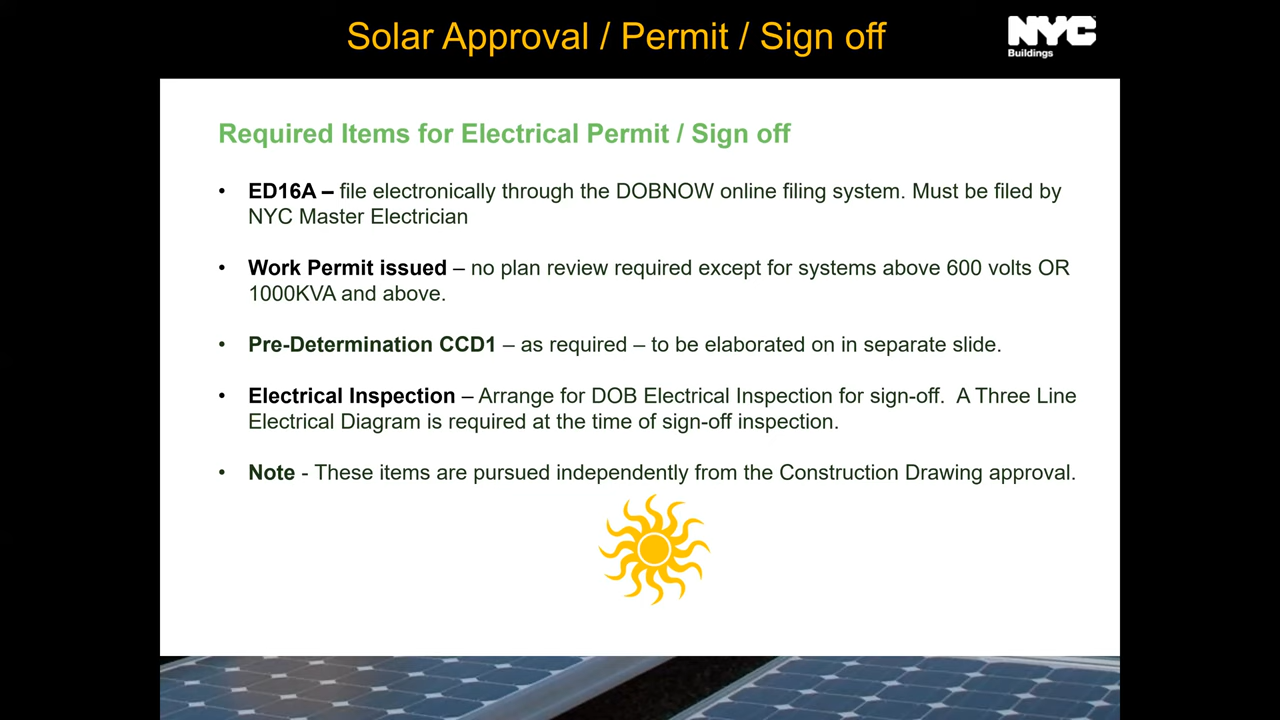 Solar Approval / Permit / Sign off
NYC
Buildings
Required Items for Electrical Permit / Sign off
• ED16A – file electronically through the DOBNOW online filing system. Must be filed by
NYC Master Electrician
• Work Permit issued – no plan review required except for systems above 600 volts OR
1000KVA and above.
• Pre-Determination CCD1 – as required – to be elaborated on in separate slide.
• Electrical Inspection – Arrange for DOB Electrical Inspection for sign-off.  A Three Line
Electrical Diagram is required at the time of sign-off inspection.
• Note - These items are pursued independently from the Construction Drawing approval.